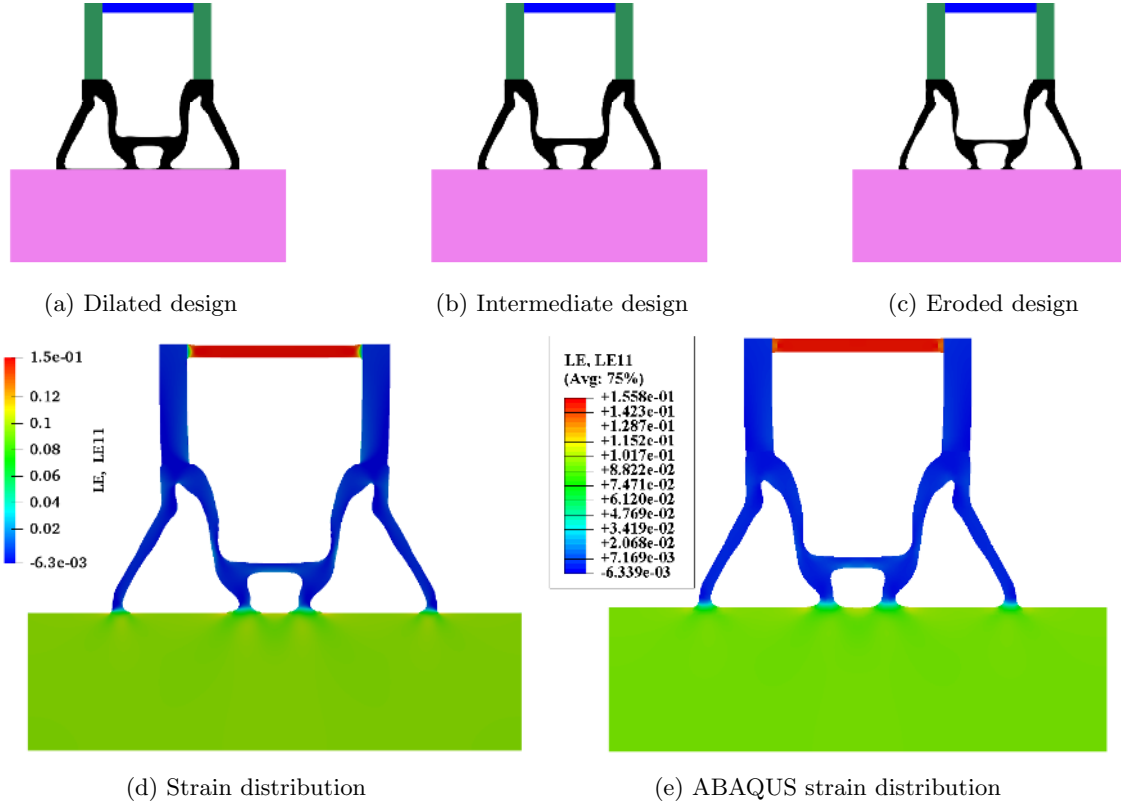 (a) Dilated design
(b) Intermediate design
(c) Eroded design
1.5e-01
0.12
0.1
0.08
0.06
0.04
0.02
-6.3e-03
LE, LE11
LE, LE11
(Avg: 75%)
+1.558e-01
+1.423e-01
+1.287e-01
+1.152e-01
+1.017e-01
+8.822e-02
+7.471e-02
+6.120e-02
+4.769e-02
+3.419e-02
+2.068e-02
+7.169e-03
-6.339e-03
(d) Strain distribution
(e) ABAQUS strain distribution